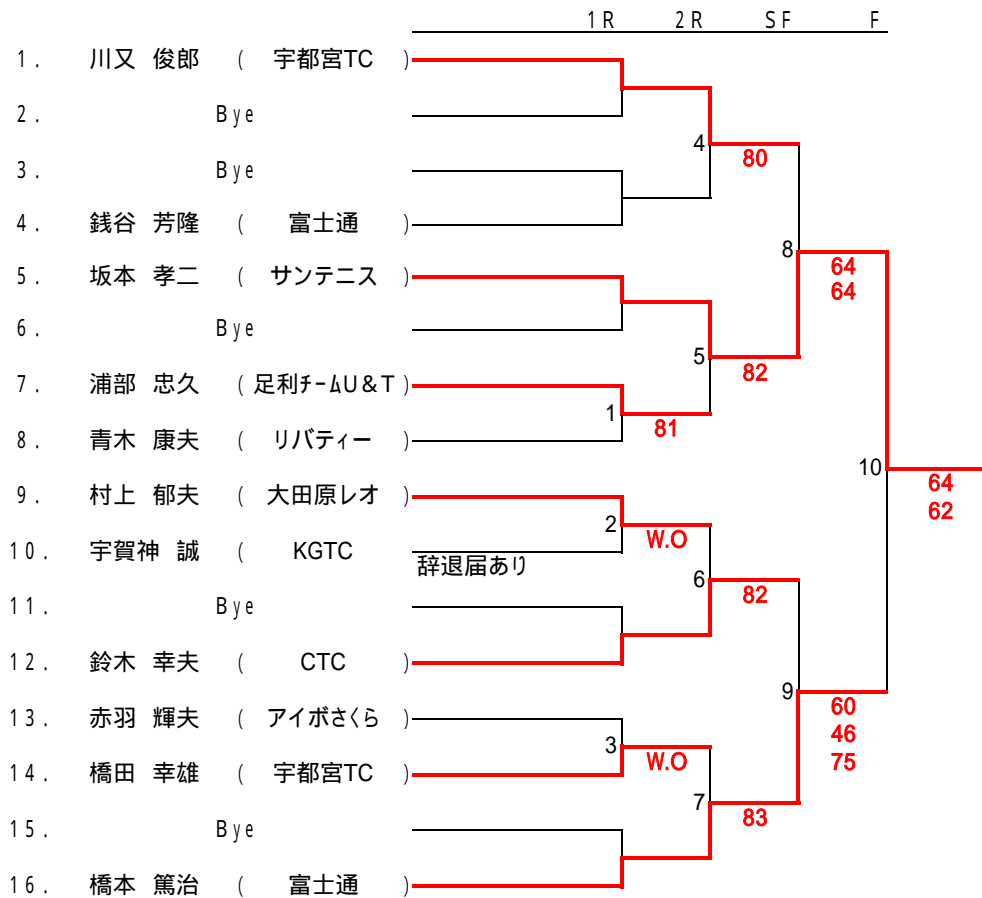 1R 2R SF F
1. 川又 俊郎 ( 宇都宮TC )
2. Bye
4 80
3. Bye
4. 銭谷 芳隆 ( 富士通 )
8 64
64
5. 坂本 孝二 ( サンテニス )
6. Bye
5 82
7. 浦部 忠久 ( 足利ﾁｰﾑU&T )
1 81
8. 青木 康夫 ( リバティー )
10 64
62
9. 村上 郁夫 ( 大田原レオ )
2 W.O
10. 宇賀神 誠 ( KGTC
辞退届あり
6 82
11. Bye
12. 鈴木 幸夫 ( CTC )
9 60
46
75
13. 赤羽 輝夫 ( アイボさくら )
3 W.O
14. 橋田 幸雄 ( 宇都宮TC )
7 83
15. Bye
16. 橋本 篤治 ( 富士通 )